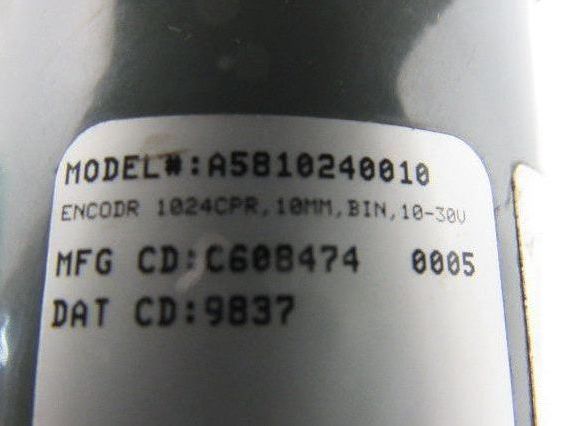 MODEL#:A5810240010
ENCODR 1024CPR,10MM,BIN,10-30V
MFG CD:C608474 0005
DAT CD:9837